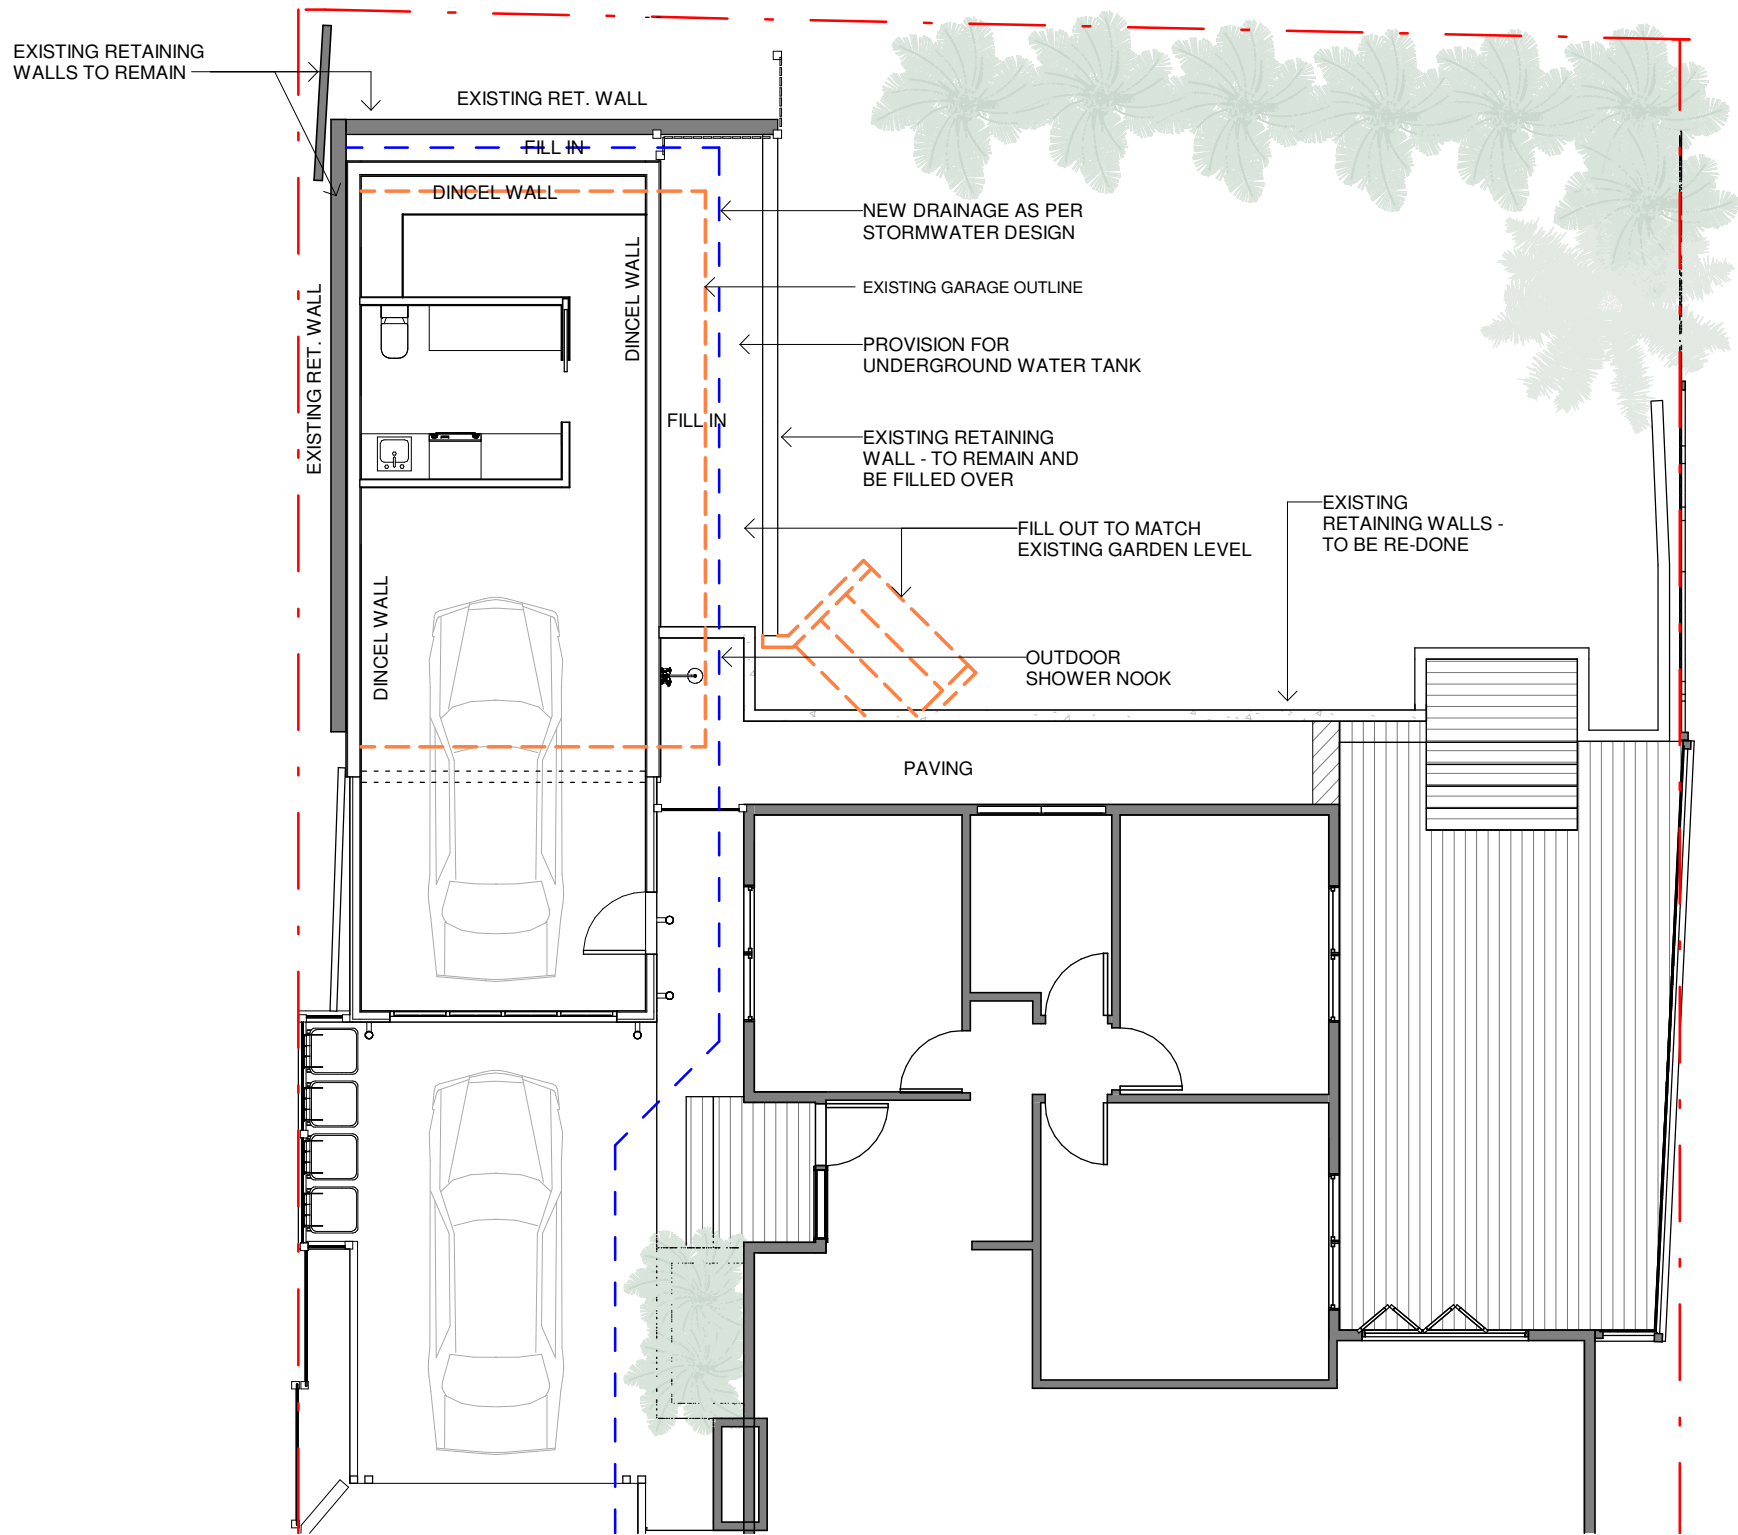 EXISTING RETAINING
WALLS TO REMAIN
EXISTING RET. WALL
FILL IN
DINCEL WALL
NEW DRAINAGE AS PER
STORMWATER DESIGN
DINCEL WALL
EXISTING GARAGE OUTLINE
EXISTING RET. WALL
PROVISION FOR
UNDERGROUND WATER TANK
FILL IN
EXISTING RETAINING
WALL - TO REMAIN AND
BE FILLED OVER
EXISTING
RETAINING WALLS -
TO BE RE-DONE
FILL OUT TO MATCH
EXISTING GARDEN LEVEL
DINCEL WALL
OUTDOOR
SHOWER NOOK
PAVING